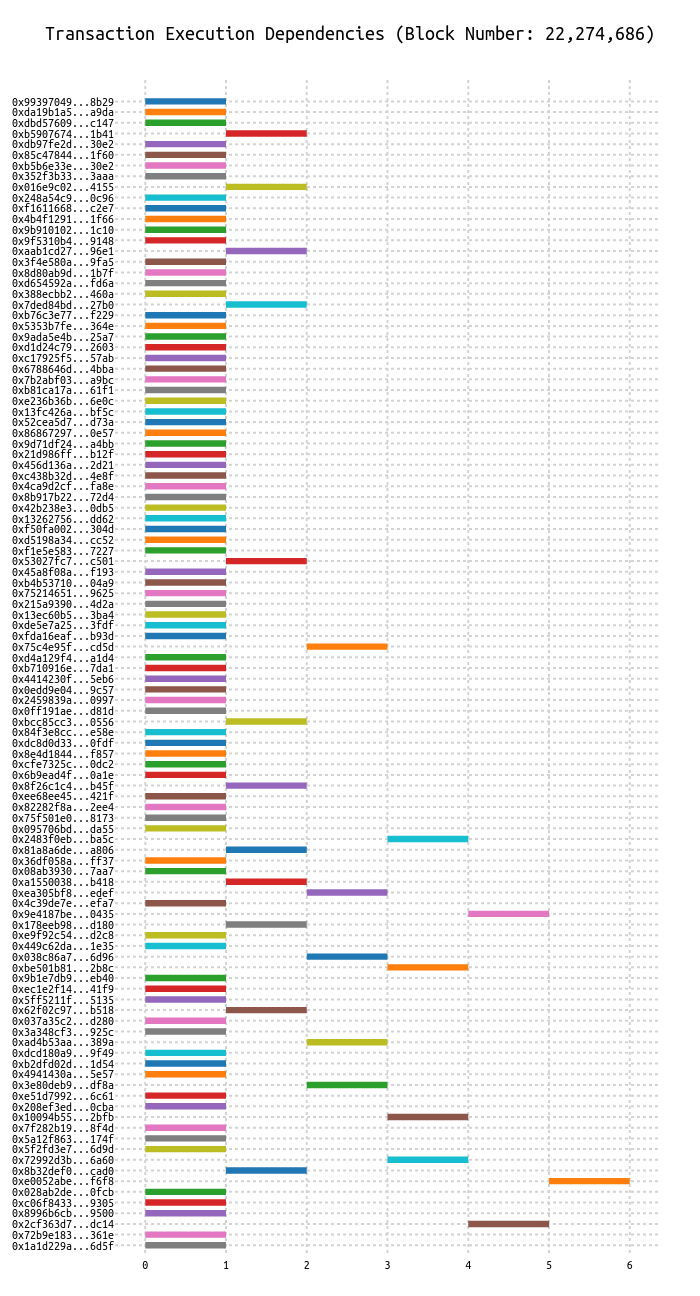 Transaction Execution Dependencies (Block Number: 22,274,686)
0x99397049...8b29
0xda19b1a5...a9da
0xdbd57609...c147
0xb5907674...1b41
0xdb97fe2d...30e2
0x85c47844...1f60
0xb5b6e33e...30e2
0x352f3b33...3aaa
0x016e9c02...4155
0x248a54c9...0c96
0xf1611668...c2e7
0x4b4f1291...1f66
0x9b910102...1c10
0x9f5310b4...9148
0xaab1cd27...96e1
0x3f4e580a...9fa5
0x8d80ab9d...1b7f
0xd654592a...fd6a
0x388ecbb2...460a
0x7ded84bd...27b0
0xb76c3e77...f229
0x5353b7fe...364e
0x9ada5e4b...25a7
0xd1d24c79...2603
0xc17925f5...57ab
0x6788646d...4bba
0x7b2abf03...a9bc
0xb81ca17a...61f1
0xe236b36b...6e0c
0x13fc426a...bf5c
0x52cea5d7...d73a
0x86867297...0e57
0x9d71df24...a4bb
0x21d986ff...b12f
0x456d136a...2d21
0xc438b32d...4e8f
0x4ca9d2cf...fa8e
0x8b917b22...72d4
0x42b238e3...0db5
0x13262756...dd62
0xf50fa002...304d
0xd5198a34...cc52
0xf1e5e583...7227
0x53027fc7...c501
0x45a8f08a...f193
0xb4b53710...04a9
0x75214651...9625
0x215a9390...4d2a
0x13ec60b5...3ba4
0xde5e7a25...3fdf
0xfda16eaf...b93d
0x75c4e95f...cd5d
0xd4a129f4...a1d4
0xb710916e...7da1
0x4414230f...5eb6
0x0edd9e04...9c57
0x2459839a...0997
0x0ff191ae...d81d
0xbcc85cc3...0556
0x84f3e8cc...e58e
0xdc8d0d33...0fdf
0x8e4d1844...f857
0xcfe7325c...0dc2
0x6b9ead4f...0a1e
0x8f26c1c4...b45f
0xee68ee45...421f
0x82282f8a...2ee4
0x75f501e0...8173
0x095706bd...da55
0x2483f0eb...ba5c
0x81a8a6de...a806
0x36df058a...ff37
0x08ab3930...7aa7
0xa1550038...b418
0xea305bf8...edef
0x4c39de7e...efa7
0x9e4187be...0435
0x178eeb98...d180
0xe9f92c54...d2c8
0x449c62da...1e35
0x038c86a7...6d96
0xbe501b81...2b8c
0x9b1e7db9...eb40
0xec1e2f14...41f9
0x5ff5211f...5135
0x62f02c97...b518
0x037a35c2...d280
0x3a348cf3...925c
0xad4b53aa...389a
0xdcd180a9...9f49
0xb2dfd02d...1d54
0x4941430a...5e57
0x3e80deb9...df8a
0xe51d7992...6c61
0x208ef3ed...0cba
0x10094b55...2bfb
0x7f282b19...8f4d
0x5a12f863...174f
0x5f2fd3e7...6d9d
0x72992d3b...6a60
0x8b32def0...cad0
0xe0052abe...f6f8
0x028ab2de...0fcb
0xc06f8433...9305
0x8996b6cb...9500
0x2cf363d7...dc14
0x72b9e183...361e
0x1a1d229a...6d5f
0 1 2 3 4 5 6